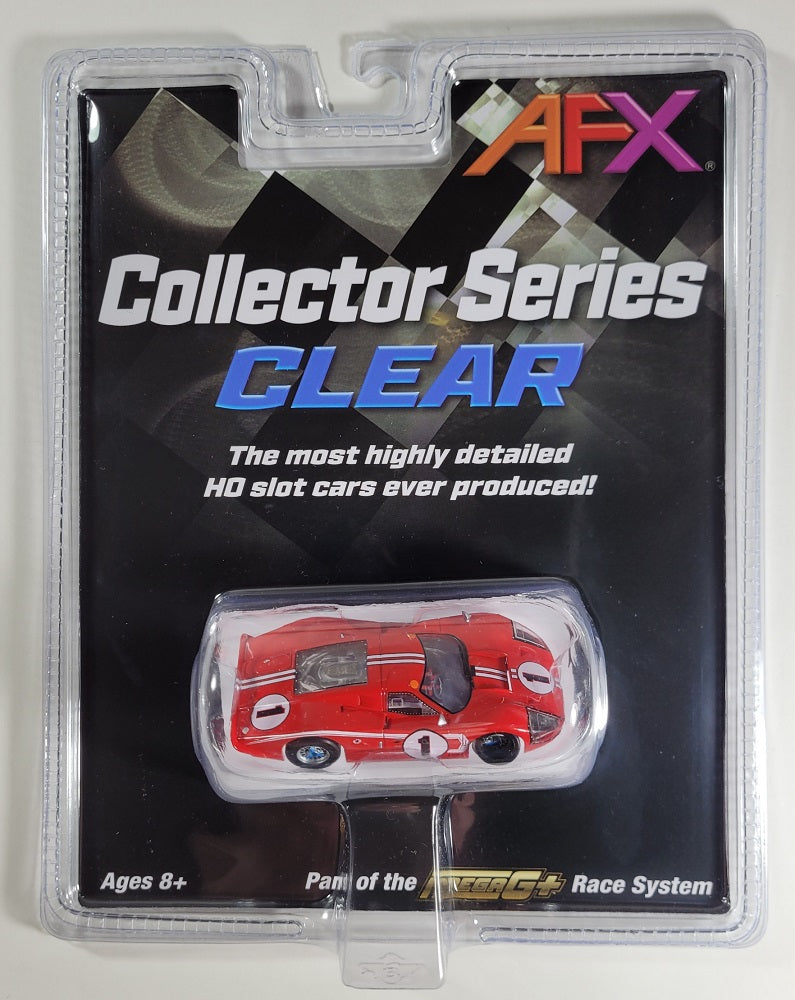 AFX®
Collector Series
CLEAR
The most highly detailed
HO slot cars ever produced!
1
1
1
Ages 8+
Part of the MEGAG+ Race System